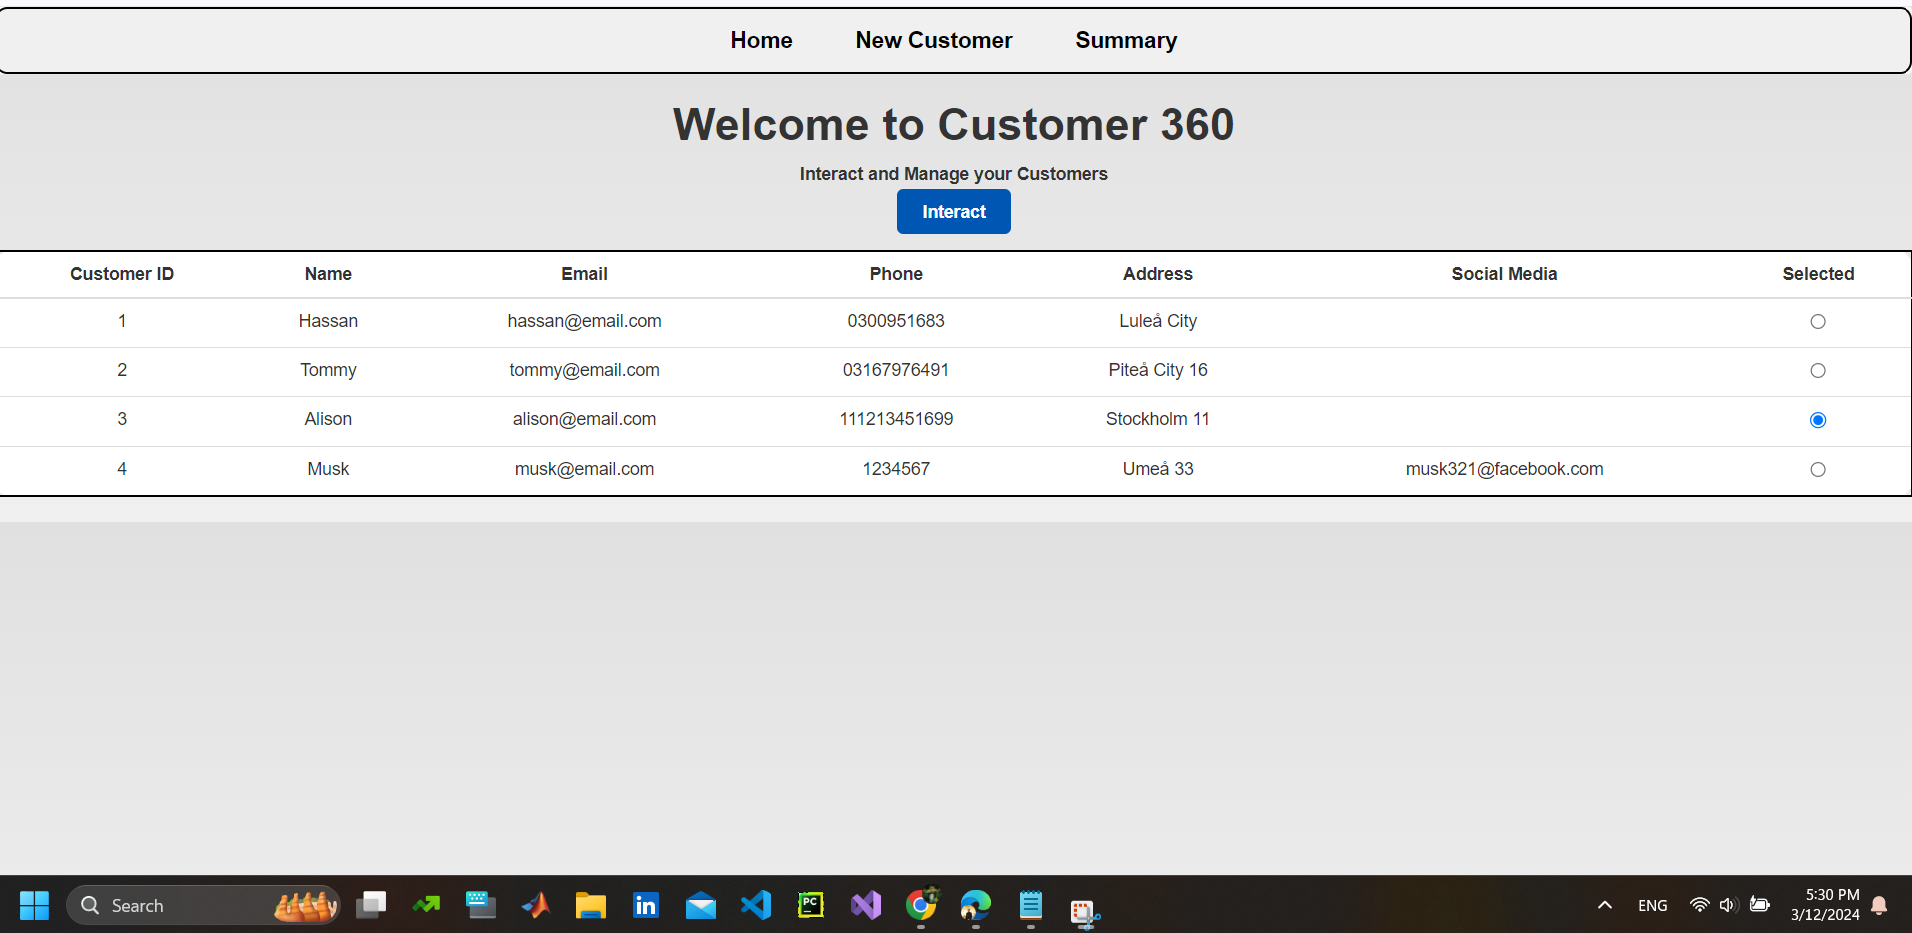 Home New Customer Summary
Welcome to Customer 360
Interact and Manage your Customers
Interact
Customer ID Name Email Phone Address Social Media Selected
1 Hassan hassan@email.com 0300951683 Luleå City
2 Tommy tommy@email.com 03167976491 Piteå City 16
3 Alison alison@email.com 111213451699 Stockholm 11
4 Musk musk@email.com 1234567 Umeå 33 musk321@facebook.com
Search in PC ENG 5:30 PM
3/12/2024